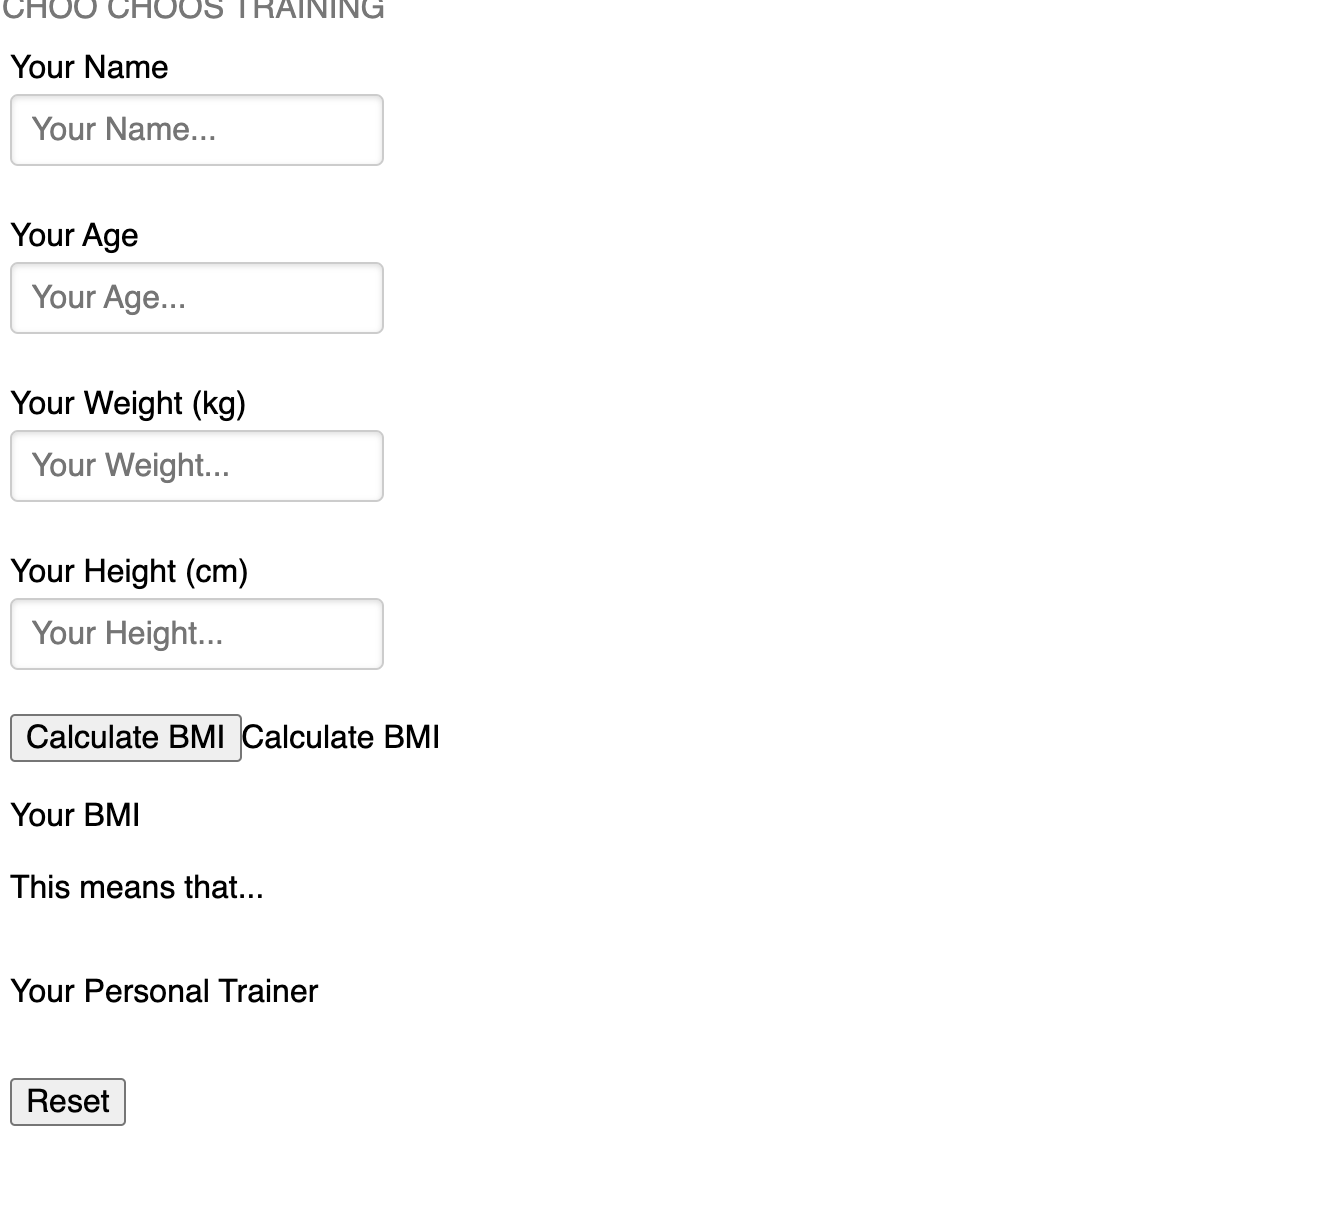 CHOO CHOOS TRAINING
Your Name
Your Name...
Your Age
Your Age...
Your Weight (kg)
Your Weight...
Your Height (cm)
Your Height...
Calculate BMI Calculate BMI
Your BMI
This means that...
Your Personal Trainer
Reset